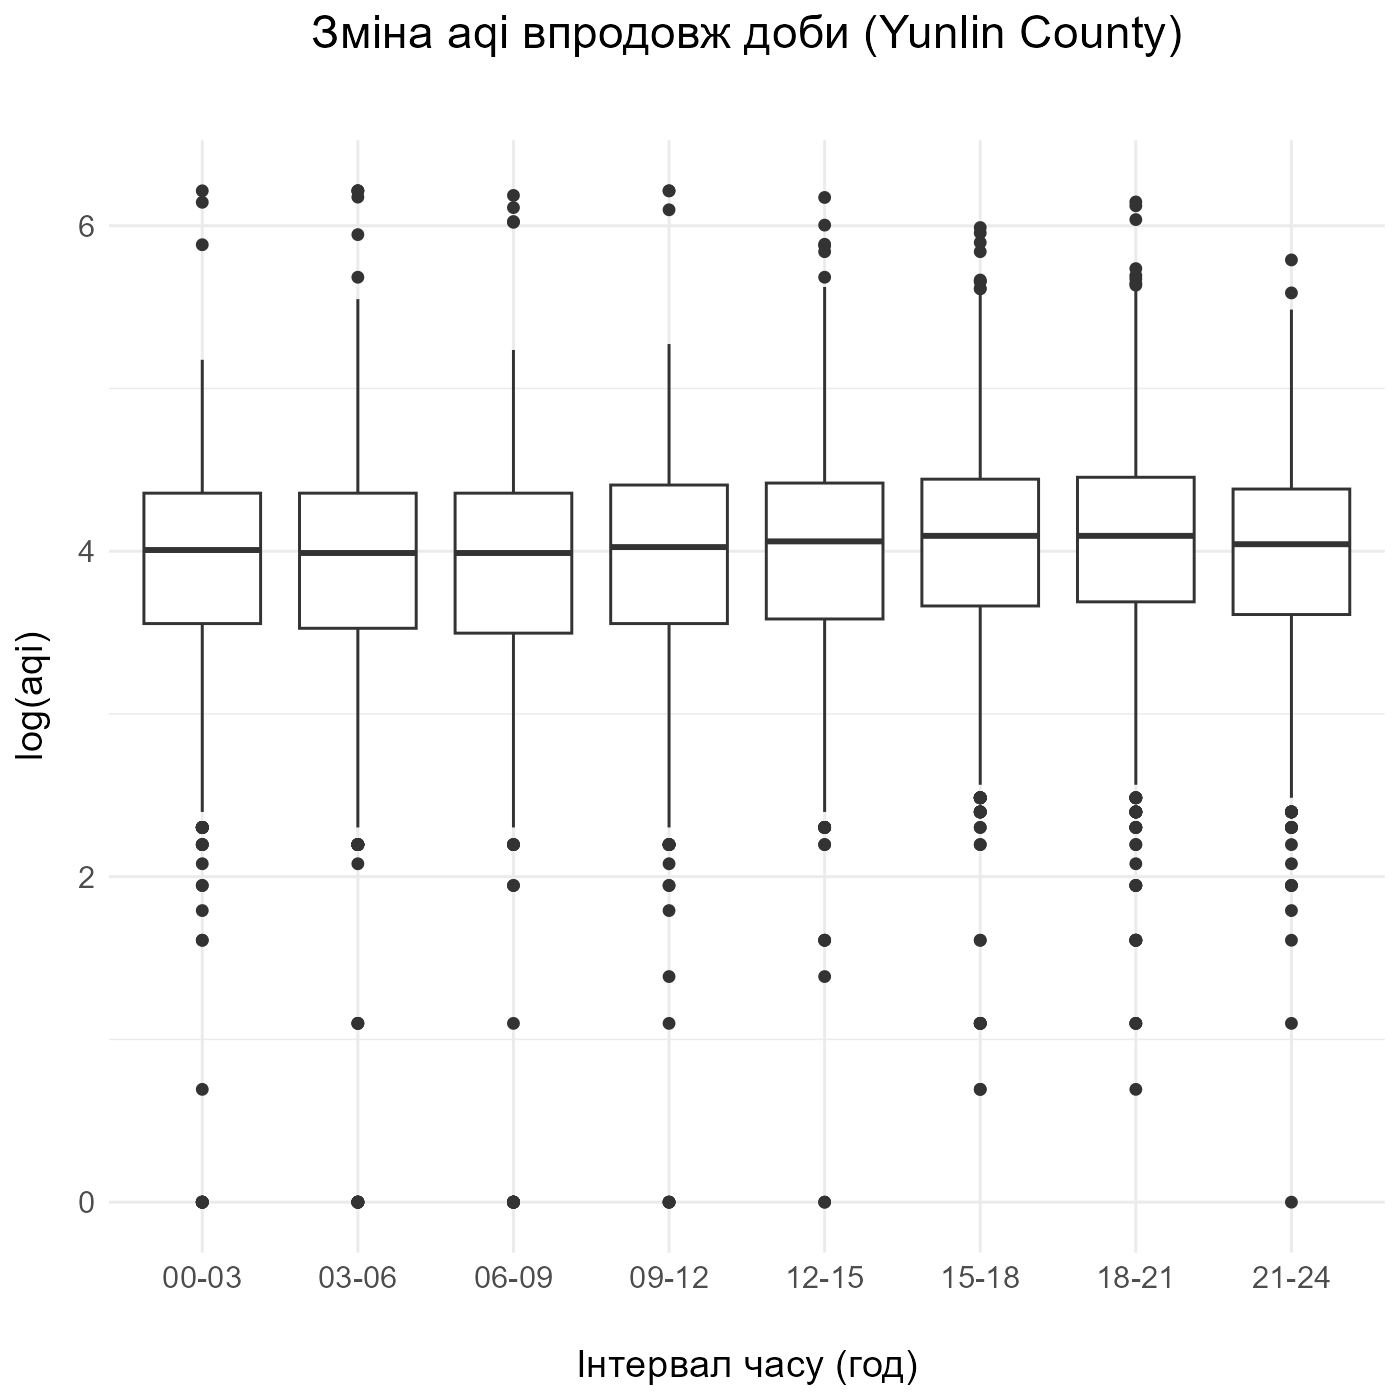 Зміна aqi впродовж доби (Yunlin County)
log(aqi)
6
4
2
0
00-03 03-06 06-09 09-12 12-15 15-18 18-21 21-24
Інтервал часу (год)